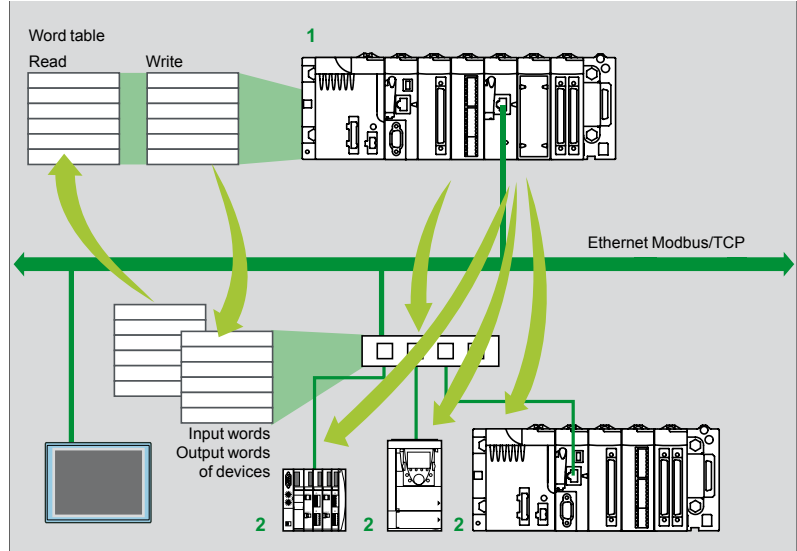 Word table
1
Read
Write
Ethernet Modbus/TCP
Input words
Output words
of devices
2
2
2